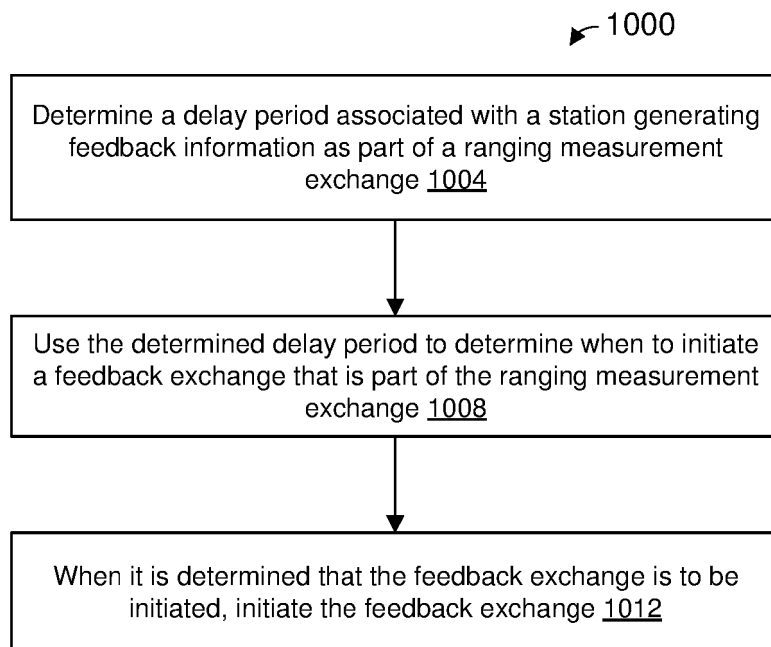 1000
Determine a delay period associated with a station generating
feedback information as part of a ranging measurement
exchange 1004
Use the determined delay period to determine when to initiate
a feedback exchange that is part of the ranging measurement
exchange 1008
When it is determined that the feedback exchange is to be
initiated, initiate the feedback exchange 1012